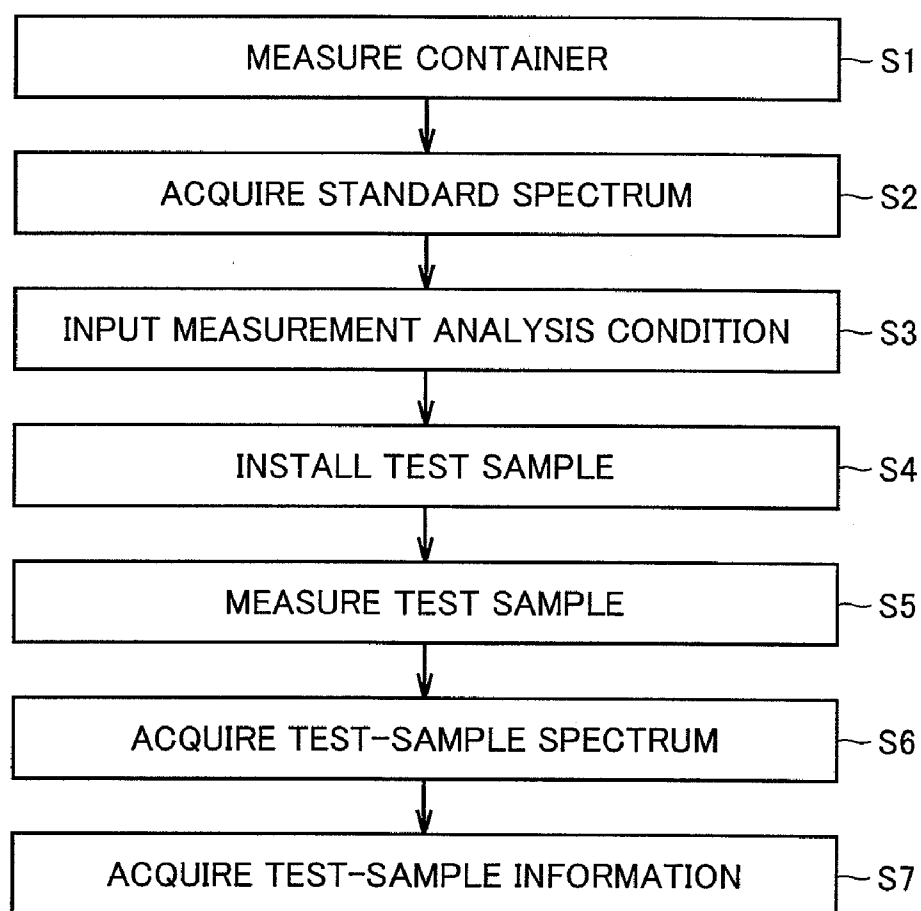 MEASURE CONTAINER S1
ACQUIRE STANDARD SPECTRUM S2
INPUT MEASUREMENT ANALYSIS CONDITION S3
INSTALL TEST SAMPLE S4
MEASURE TEST SAMPLE S5
ACQUIRE TEST-SAMPLE SPECTRUM S6
ACQUIRE TEST-SAMPLE INFORMATION S7